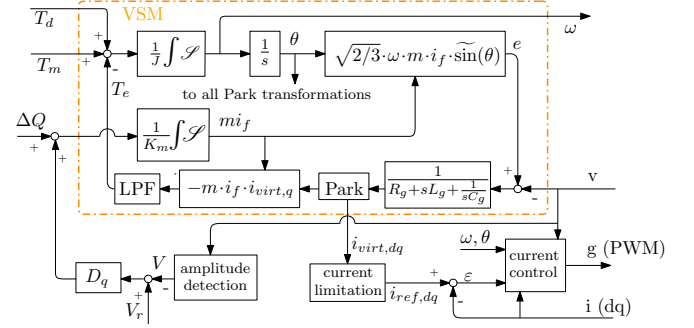 T_d
VSM
ω
T_m
+
+
-
1/J ∫ 𝒮
1/s
θ
√2/3·ω·m·i_f·s̃in(θ)
e
T_e
to all Park transformations
ΔQ
+
+
1/K_m ∫ 𝒮
mi_f
LPF
−m·i_f·i_virt,q
Park
1/(R_g+sL_g+1/(sC_g))
+
-
v
i_virt,dq
ω, θ
g (PWM)
V
amplitude
detection
D_q
-
+
V_r
current
limitation
i_ref,dq
+
-
ε
current
control
i (dq)